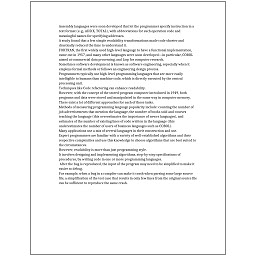 Assembly languages were soon developed that let the programmer specify instruction in a
text format (e.g., ADD X, TOTAL), with abbreviations for each operation code and
meaningful names for specifying addresses.
It really found that a few simple readability transformations made code shorter and
drastically reduced the time to understand it.
FORTRAN, the first widely used high-level language to have a functional implementation,
came out in 1957, and many other languages were soon developed—in particular, COBOL
aimed at commercial data processing, and Lisp for computer research.
Sometimes software development is known as software engineering, especially when it
employs formal methods or follows an engineering design process.
Programmers typically use high-level programming languages that are more easily
intelligible to humans than machine code, which is directly executed by the central
processing unit.
Techniques like Code refactoring can enhance readability.
However, with the concept of the stored-program computer introduced in 1949, both
programs and data were stored and manipulated in the same way in computer memory.
There exist a lot of different approaches for each of those tasks.
Methods of measuring programming language popularity include: counting the number of
job advertisements that mention the language, the number of books sold and courses
teaching the language (this overestimates the importance of newer languages), and
estimates of the number of existing lines of code written in the language (this
underestimates the number of users of business languages such as COBOL).
Many applications use a mix of several languages in their construction and use.
Expert programmers are familiar with a variety of well-established algorithms and their
respective complexities and use this knowledge to choose algorithms that are best suited to
the circumstances.
However, readability is more than just programming style.
It involves designing and implementing algorithms, step-by-step specifications of
procedures, by writing code in one or more programming languages.
After the bug is reproduced, the input of the program may need to be simplified to make it
easier to debug.
For example, when a bug in a compiler can make it crash when parsing some large source
file, a simplification of the test case that results in only few lines from the original source file
can be sufficient to reproduce the same crash.